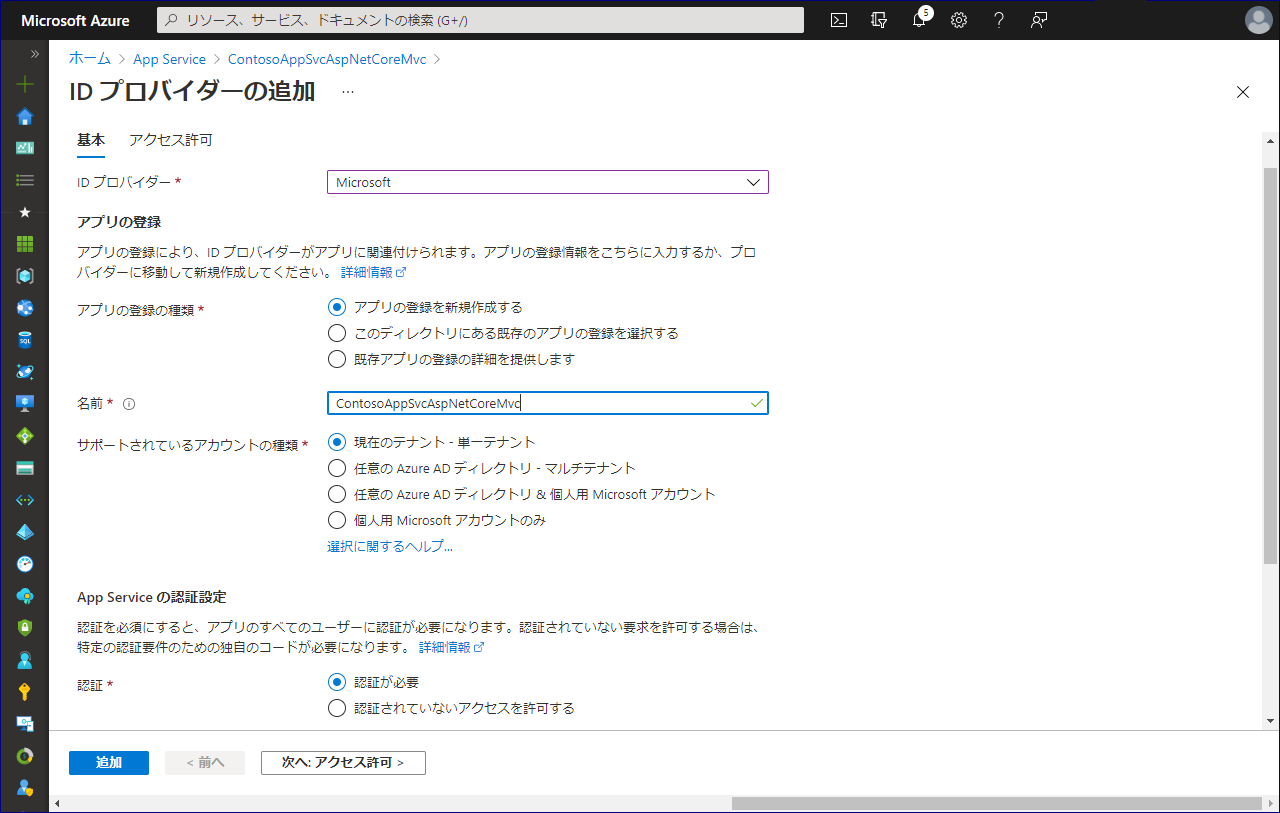 Microsoft Azure
リソース、サービス、ドキュメントの検索 (G+/)
5
ホーム > App Service > ContosoAppSvcAspNetCoreMvc >
ID プロバイダーの追加 ...
基本 アクセス許可
ID プロバイダー * Microsoft
アプリの登録
アプリの登録により、ID プロバイダーがアプリに関連付けられます。アプリの登録情報をこちらに入力するか、プロ
バイダーに移動して新規作成してください。 詳細情報
アプリの登録の種類 * アプリの登録を新規作成する
このディレクトリにある既存のアプリの登録を選択する
既存アプリの登録の詳細を提供します
名前 * ContosoAppSvcAspNetCoreMvc
サポートされているアカウントの種類 * 現在のテナント - 単一テナント
任意の Azure AD ディレクトリ - マルチテナント
任意の Azure AD ディレクトリ & 個人用 Microsoft アカウント
個人用 Microsoft アカウントのみ
選択に関するヘルプ...
App Service の認証設定
認証を必須にすると、アプリのすべてのユーザーに認証が必要になります。認証されていない要求を許可する場合は、
特定の認証要件のための独自のコードが必要になります。 詳細情報
認証 * 認証が必要
認証されていないアクセスを許可する
追加 < 前へ 次へ: アクセス許可 >